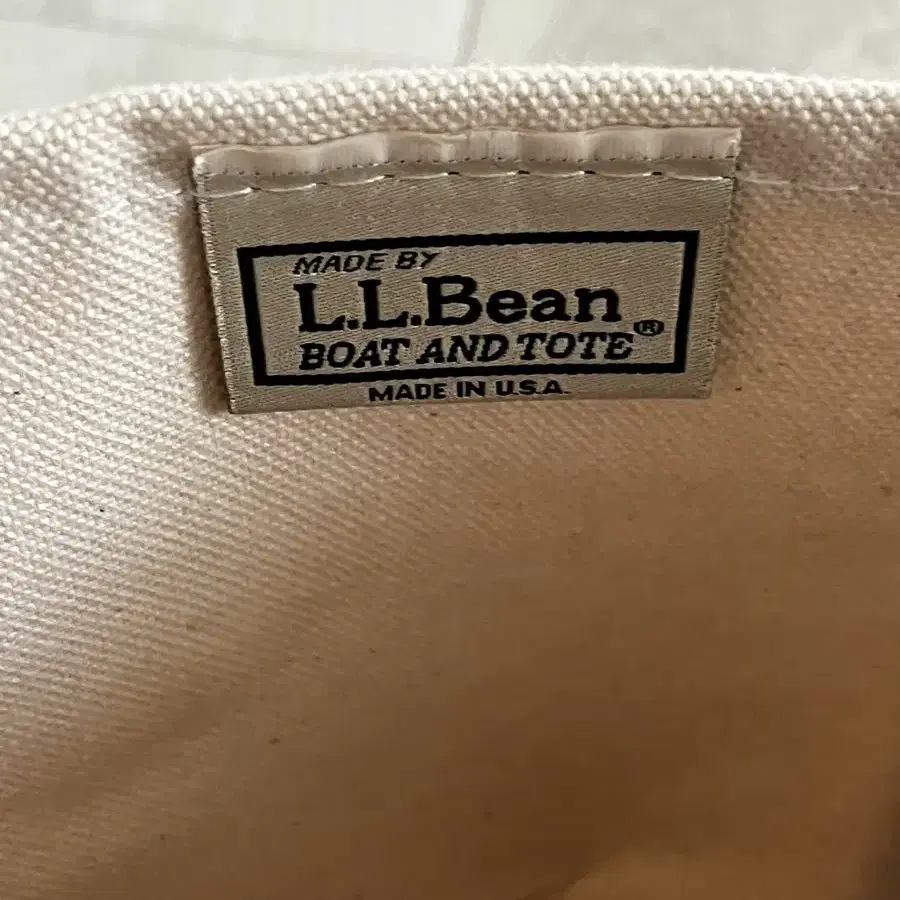 MADE BY
L.L.Bean
BOAT AND TOTE®
MADE IN U.S.A.